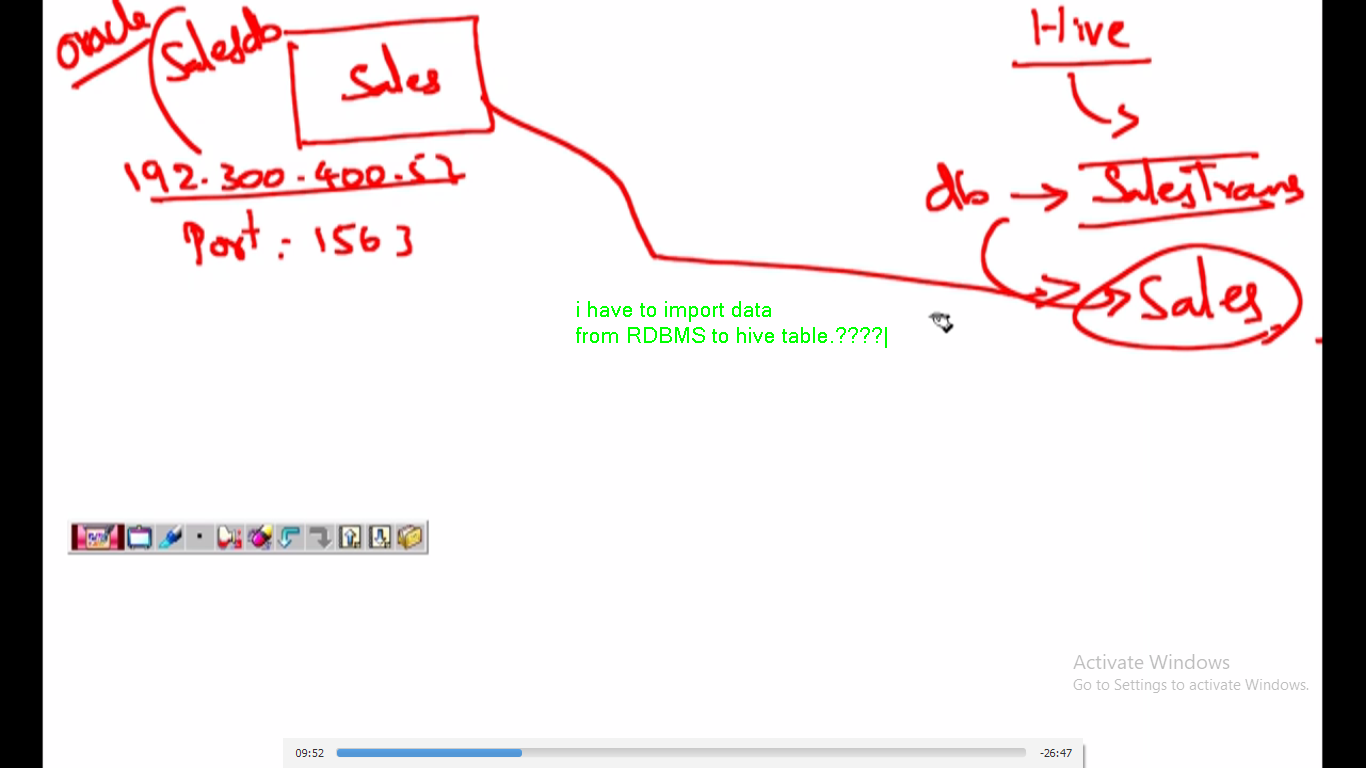 oracle
Salesdb
Sales
192.300.400.57
Port : 1563
Hive
db → SalesTrans
Sales
i have to import data
from RDBMS to hive table.????|
Activate Windows
Go to Settings to activate Windows.
09:52
-26:47